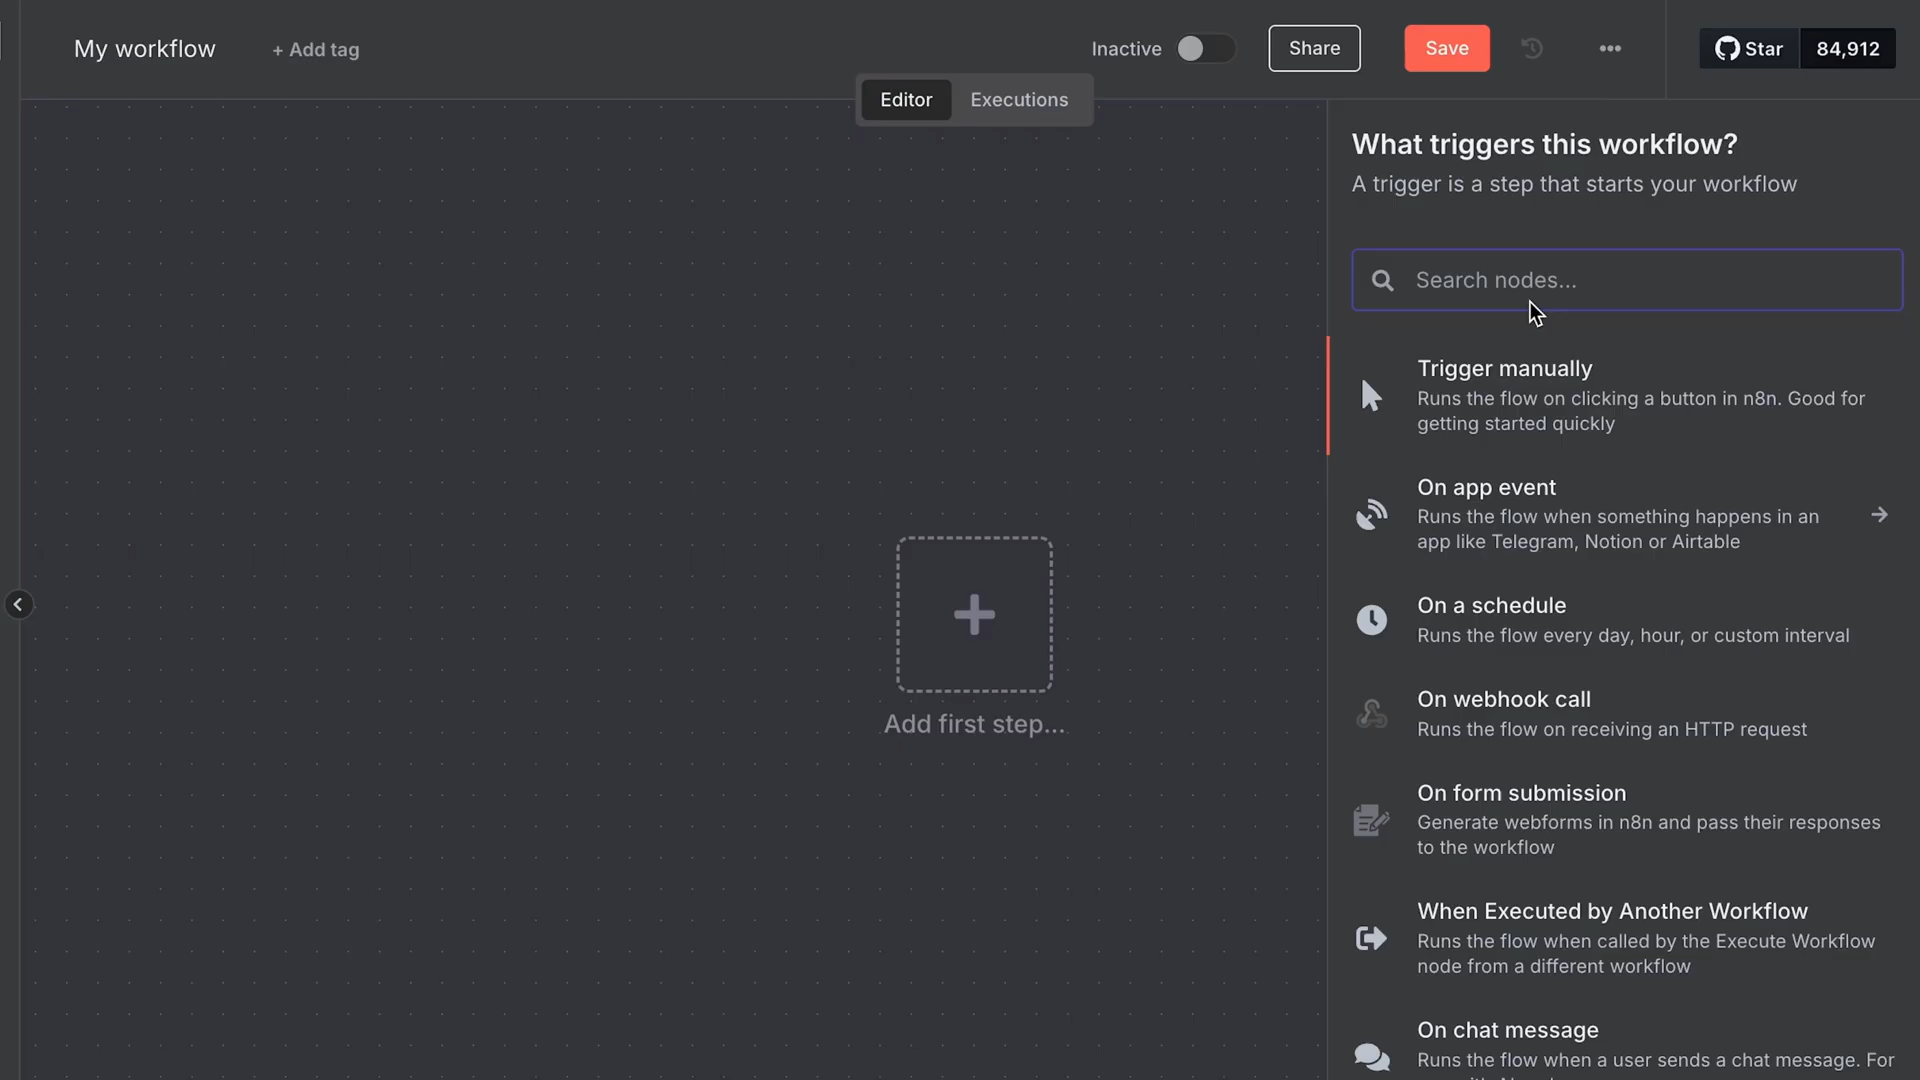 My workflow
+ Add tag
Inactive
Share
Save
•••
Star
84,912
Editor
Executions
What triggers this workflow?
A trigger is a step that starts your workflow
Search nodes...
Trigger manually
Runs the flow on clicking a button in n8n. Good for
getting started quickly
On app event
Runs the flow when something happens in an
app like Telegram, Notion or Airtable
On a schedule
Runs the flow every day, hour, or custom interval
On webhook call
Runs the flow on receiving an HTTP request
On form submission
Generate webforms in n8n and pass their responses
to the workflow
When Executed by Another Workflow
Runs the flow when called by the Execute Workflow
node from a different workflow
On chat message
Runs the flow when a user sends a chat message. For
Add first step...